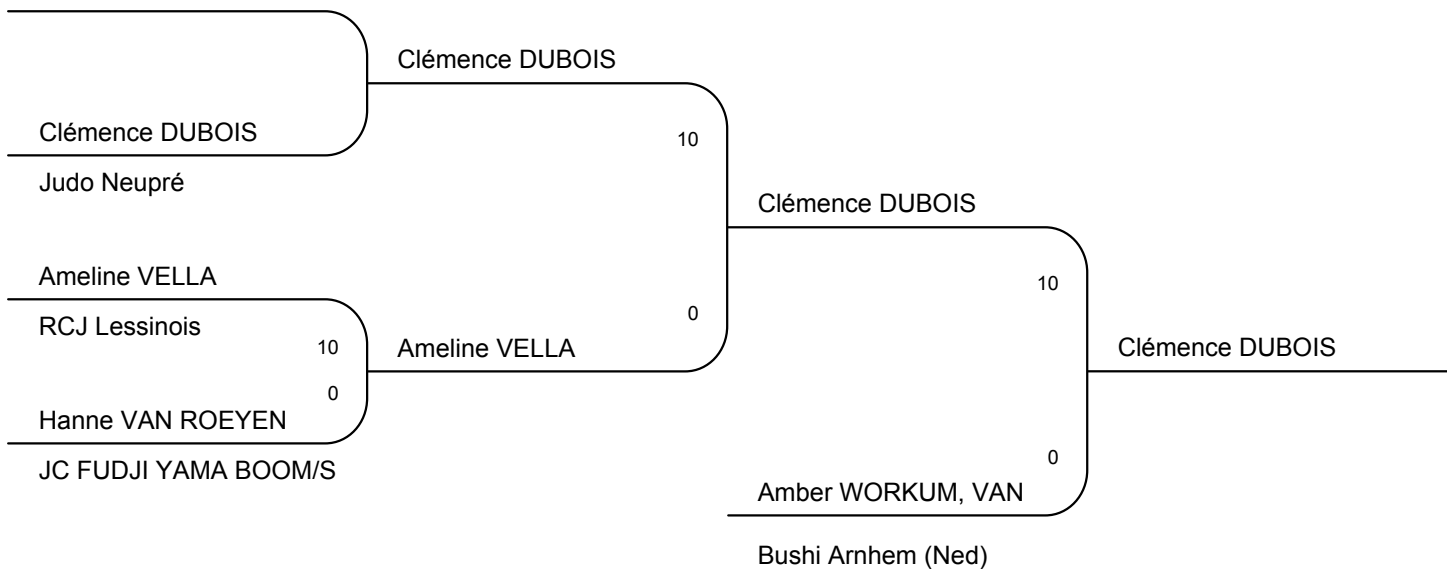 Clémence DUBOIS
Clémence DUBOIS
10
Judo Neupré
Clémence DUBOIS
Ameline VELLA
10
RCJ Lessinois
0
10
Ameline VELLA
Clémence DUBOIS
0
Hanne VAN ROEYEN
0
JC FUDJI YAMA BOOM/S
Amber WORKUM, VAN
Bushi Arnhem (Ned)